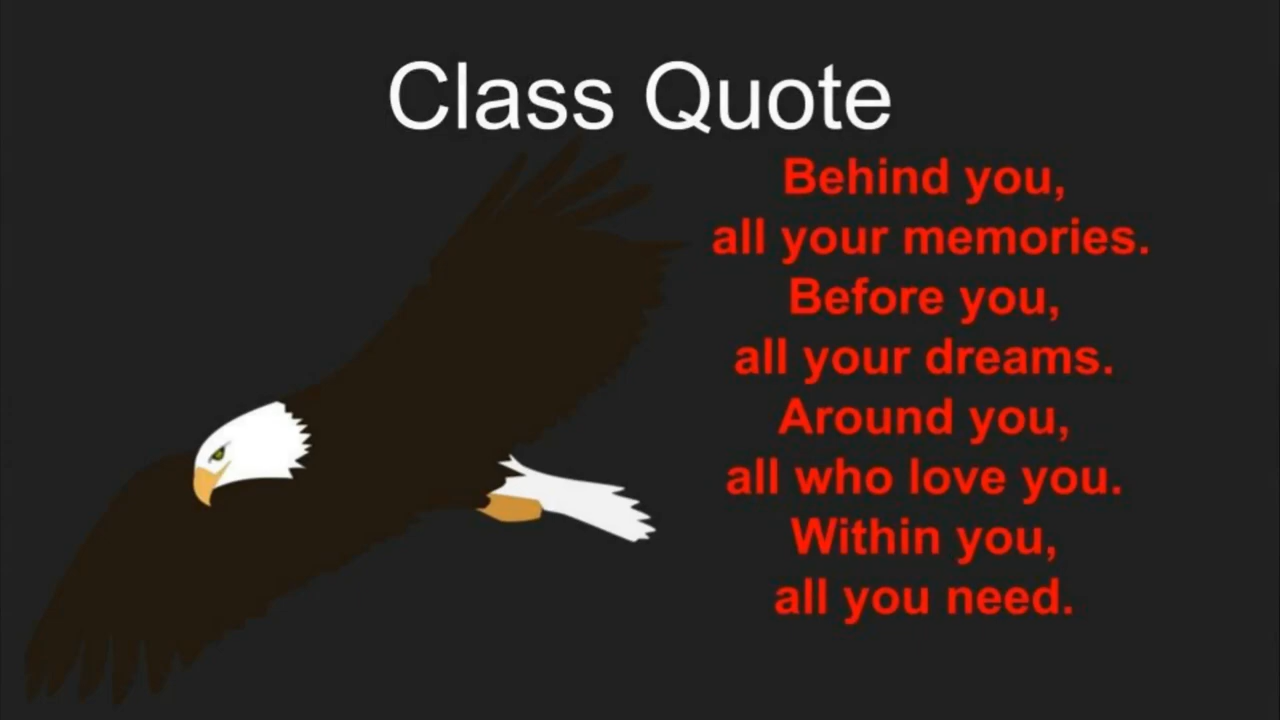 Class Quote
Behind you,
all your memories.
Before you,
all your dreams.
Around you,
all who love you.
Within you,
all you need.